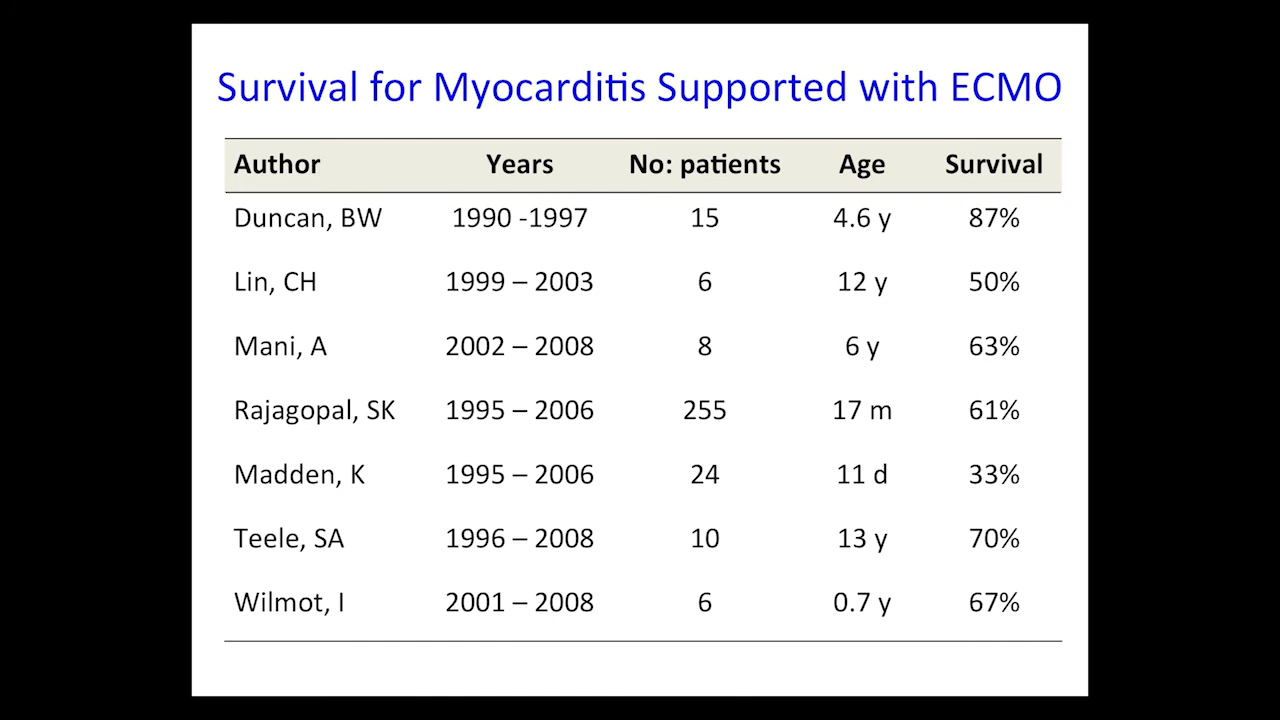 Survival for Myocarditis Supported with ECMO
Author Years No: patients Age Survival
Duncan, BW 1990 -1997 15 4.6 y 87%
Lin, CH 1999 – 2003 6 12 y 50%
Mani, A 2002 – 2008 8 6 y 63%
Rajagopal, SK 1995 – 2006 255 17 m 61%
Madden, K 1995 – 2006 24 11 d 33%
Teele, SA 1996 – 2008 10 13 y 70%
Wilmot, I 2001 – 2008 6 0.7 y 67%